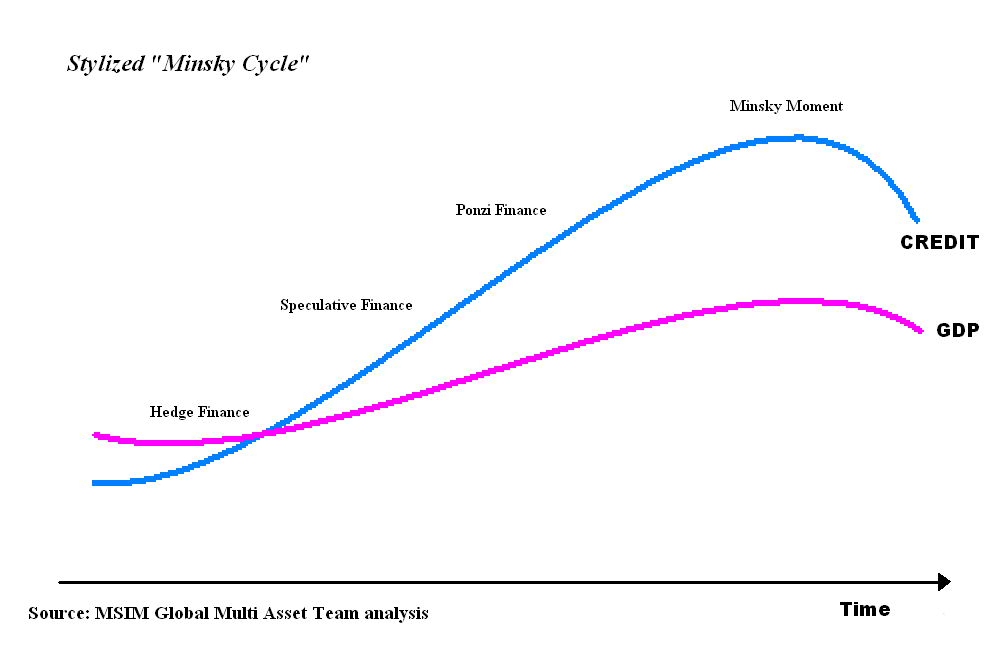 Stylized "Minsky Cycle"
Minsky Moment
Ponzi Finance
CREDIT
Speculative Finance
GDP
Hedge Finance
Time
Source: MSIM Global Multi Asset Team analysis